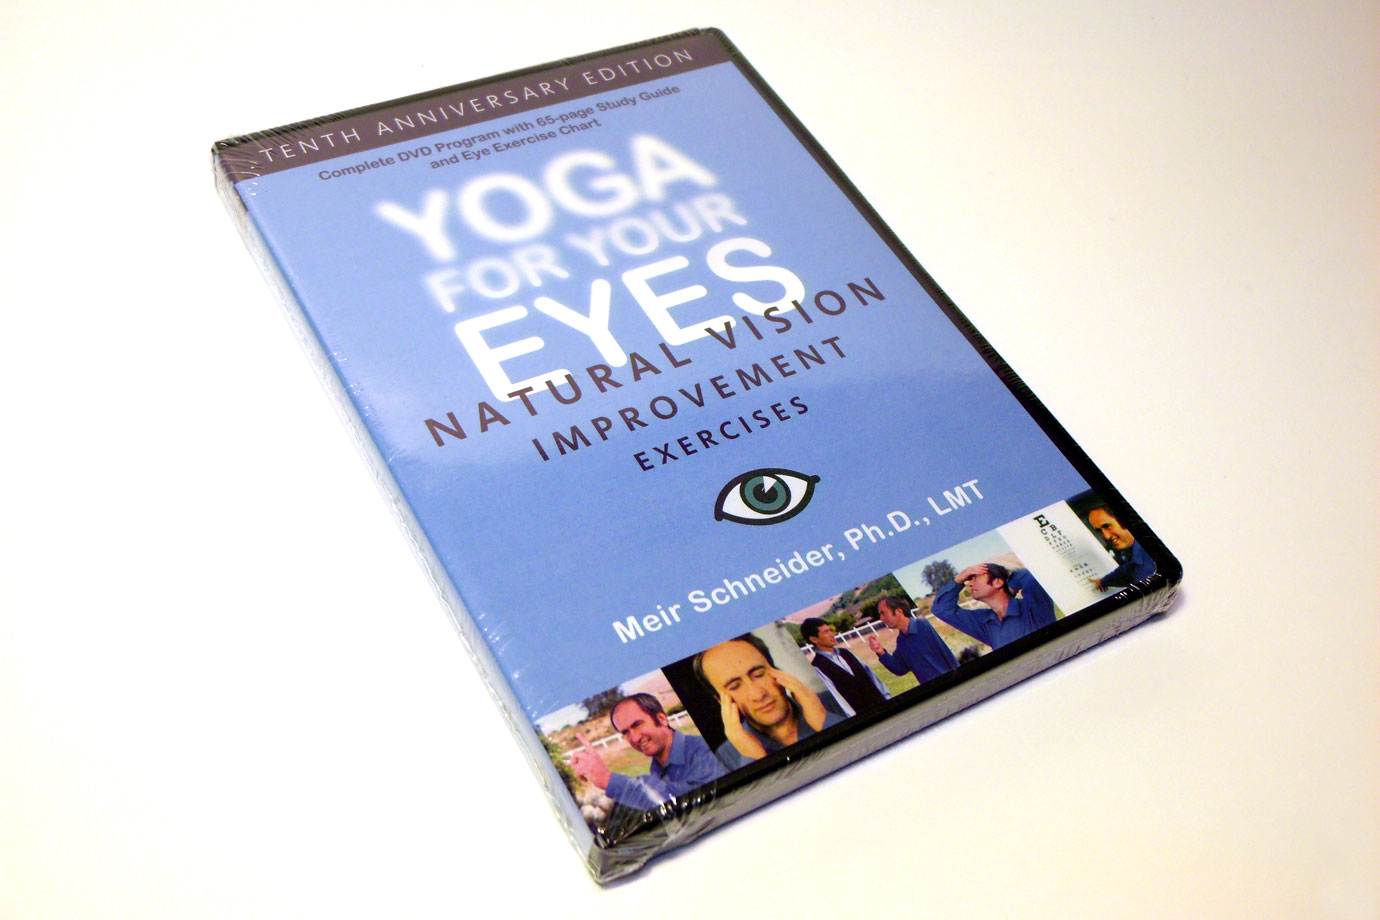 TENTH ANNIVERSARY EDITION
Complete DVD Program with 65-page Study Guide
and Eye Exercise Chart
YOGA
FOR YOUR
EYES
NATURAL VISION
IMPROVEMENT
EXERCISES
Meir Schneider, Ph.D., LMT
E